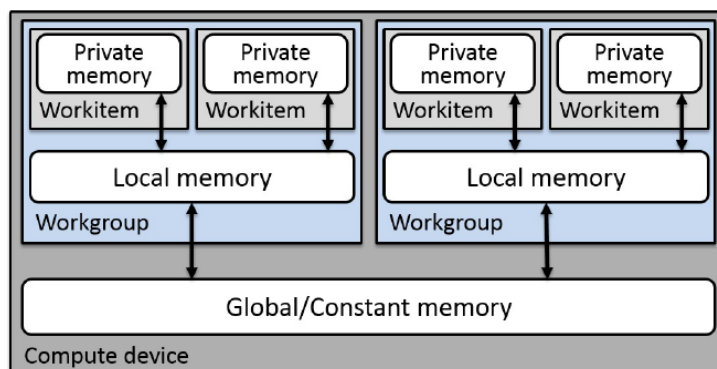 Private
memory
Workitem
Private
memory
Workitem
Local memory
Workgroup
Private
memory
Workitem
Private
memory
Workitem
Local memory
Workgroup
Global/Constant memory
Compute device